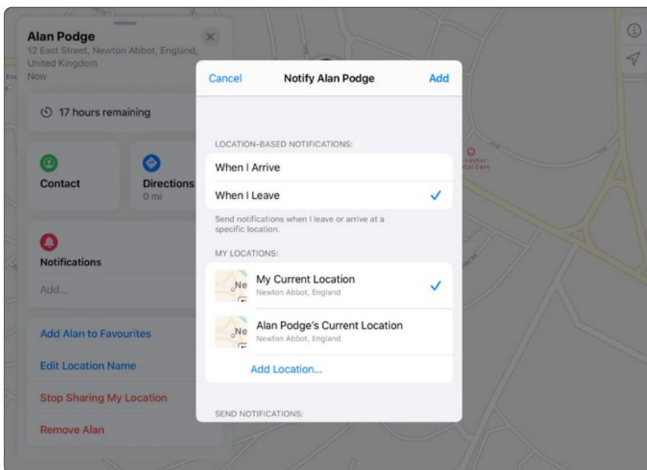 Alan Podge
12 East Street, Newton Abbot, England,
United Kingdom
Now
17 hours remaining
Contact
Directions
0 mi
Notifications
Add...
Add Alan to Favourites
Edit Location Name
Stop Sharing My Location
Remove Alan
Cancel
Notify Alan Podge
Add
LOCATION-BASED NOTIFICATIONS:
When I Arrive
When I Leave
Send notifications when I leave or arrive at a
specific location.
MY LOCATIONS:
Ne
My Current Location
Newton Abbot, England
Ne
Alan Podge's Current Location
Newton Abbot, England
Add Location...
SEND NOTIFICATIONS: